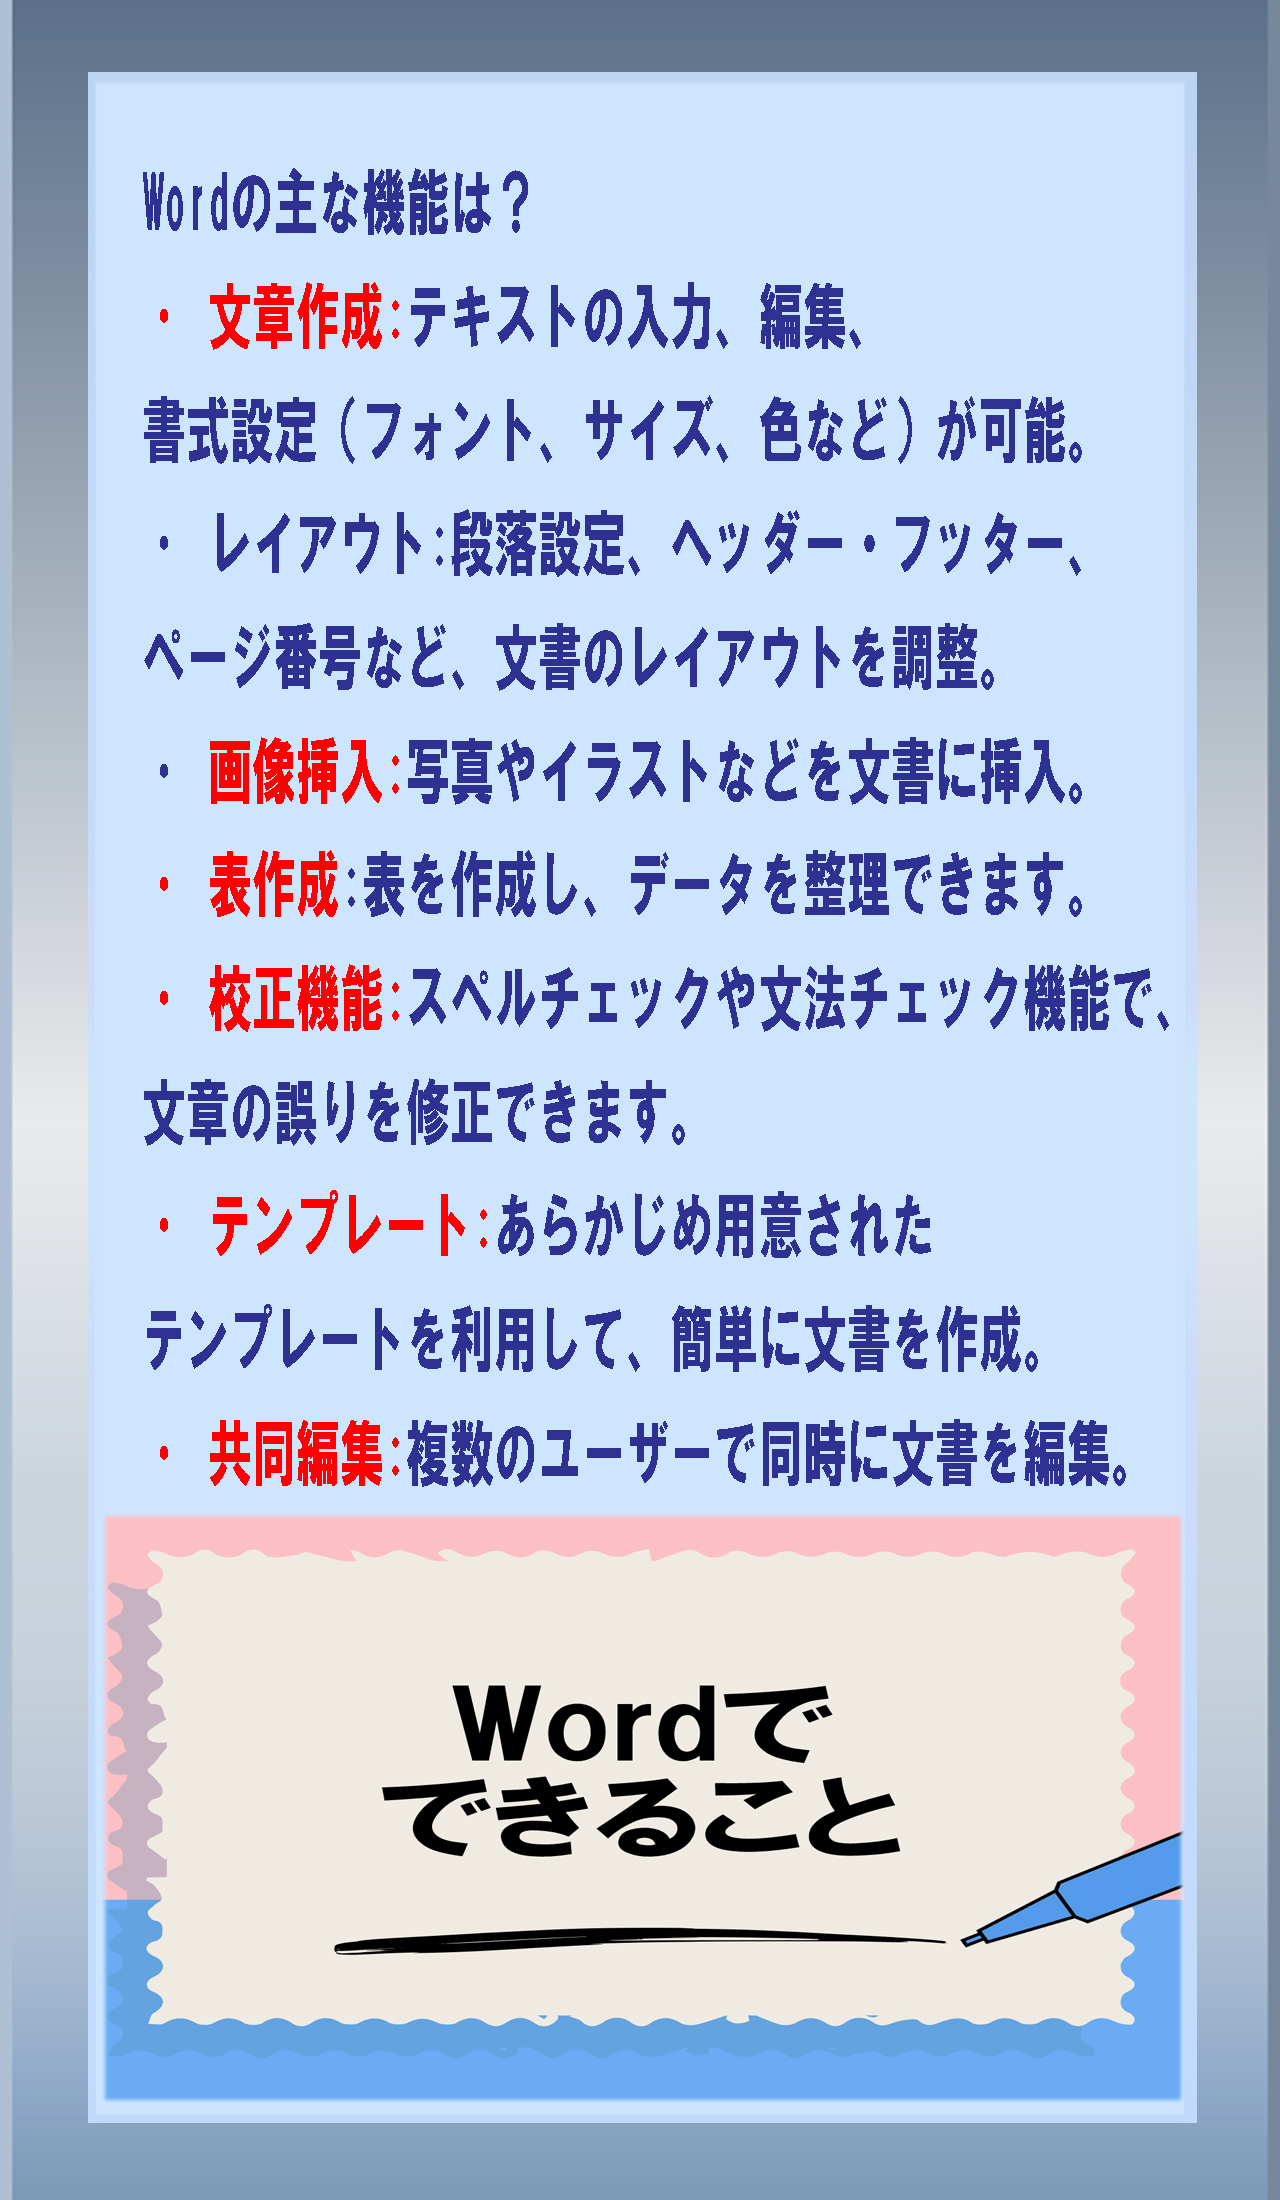 Wordの主な機能は？
・ 文章作成:テキストの入力、編集、
書式設定（フォント、サイズ、色など）が可能。
・ レイアウト:段落設定、ヘッダー・フッター、
ページ番号など、文書のレイアウトを調整。
・ 画像挿入:写真やイラストなどを文書に挿入。
・ 表作成:表を作成し、データを整理できます。
・ 校正機能:スペルチェックや文法チェック機能で、
文章の誤りを修正できます。
・ テンプレート:あらかじめ用意された
テンプレートを利用して、簡単に文書を作成。
・ 共同編集:複数のユーザーで同時に文書を編集。
Wordで
できること